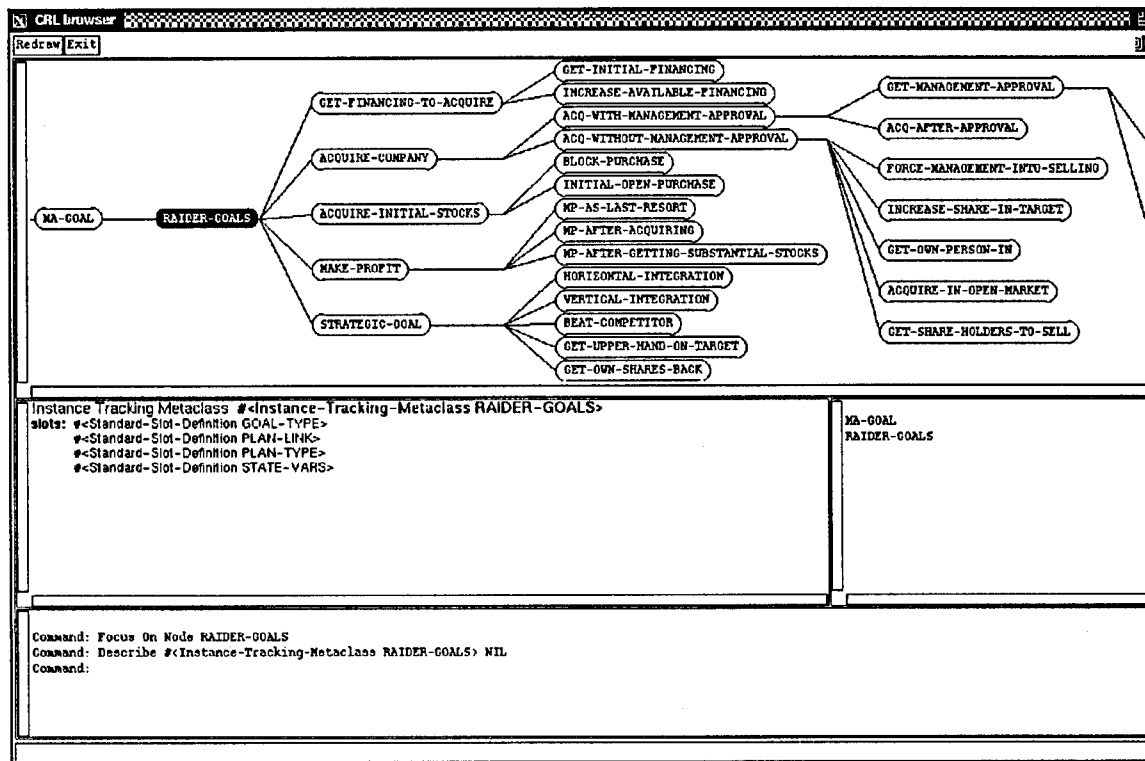 CRL browser
Redraw Exit
GET-INITIAL-FINANCING
GET-FINANCING-TO-ACQUIRE
INCREASE-AVAILABLE-FINANCING
GET-MANAGEMENT-APPROVAL
ACQ-WITH-MANAGEMENT-APPROVAL
ACQ-AFTER-APPROVAL
ACQ-WITHOUT-MANAGEMENT-APPROVAL
ACQUIRE-COMPANY
BLOCK-PURCHASE
FORCE-MANAGEMENT-INTO-SELLING
INITIAL-OPEN-PURCHASE
MA-GOAL
RAIDER-GOALS
ACQUIRE-INITIAL-STOCKS
MP-AS-LAST-RESORT
INCREASE-SHARE-IN-TARGET
MP-AFTER-ACQUIRING
GET-OWN-PERSON-IN
MP-AFTER-GETTING-SUBSTANTIAL-STOCKS
MAKE-PROFIT
HORIZONTAL-INTEGRATION
ACQUIRE-IN-OPEN-MARKET
VERTICAL-INTEGRATION
STRATEGIC-GOAL
BEAT-COMPETITOR
GET-SHARE-HOLDERS-TO-SELL
GET-UPPER-HAND-ON-TARGET
GET-OWN-SHARES-BACK
Instance Tracking Metaclass #<Instance-Tracking-Metaclass RAIDER-GOALS>
slots: #<Standard-Slot-Definition GOAL-TYPE>
#<Standard-Slot-Definition PLAN-LINK>
#<Standard-Slot-Definition PLAN-TYPE>
#<Standard-Slot-Definition STATE-VARS>
MA-GOAL
RAIDER-GOALS
Command: Focus On Node RAIDER-GOALS
Command: Describe #<Instance-Tracking-Metaclass RAIDER-GOALS> NIL
Command: